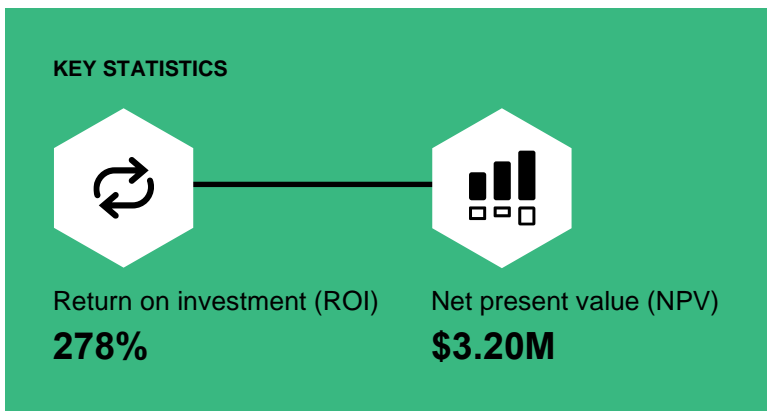 KEY STATISTICS
Return on investment (ROI)
278%
Net present value (NPV)
$3.20M